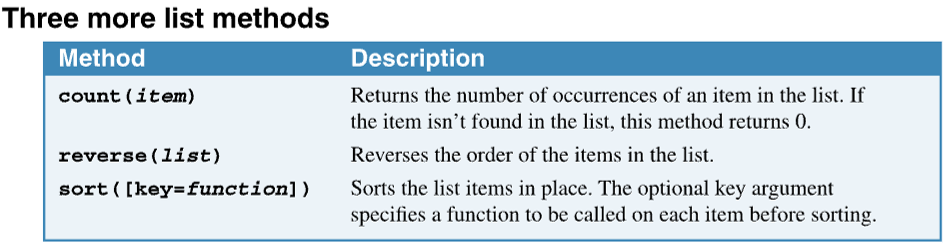 Three more list methods
Method Description
count(item) Returns the number of occurrences of an item in the list. If
the item isn’t found in the list, this method returns 0.
reverse(list) Reverses the order of the items in the list.
sort([key=function]) Sorts the list items in place. The optional key argument
specifies a function to be called on each item before sorting.